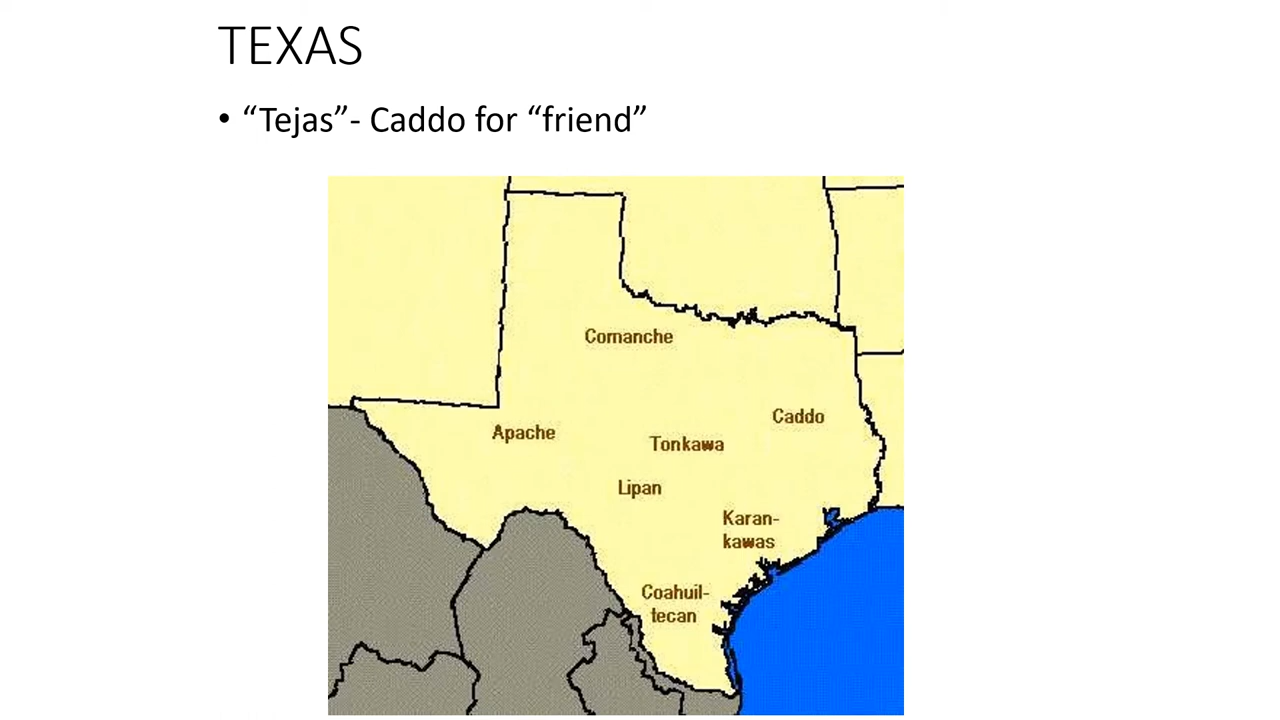 TEXAS
• “Tejas”- Caddo for “friend”
Comanche
Caddo
Apache
Tonkawa
Lipan
Karan-
kawas
Coahuil-
tecan